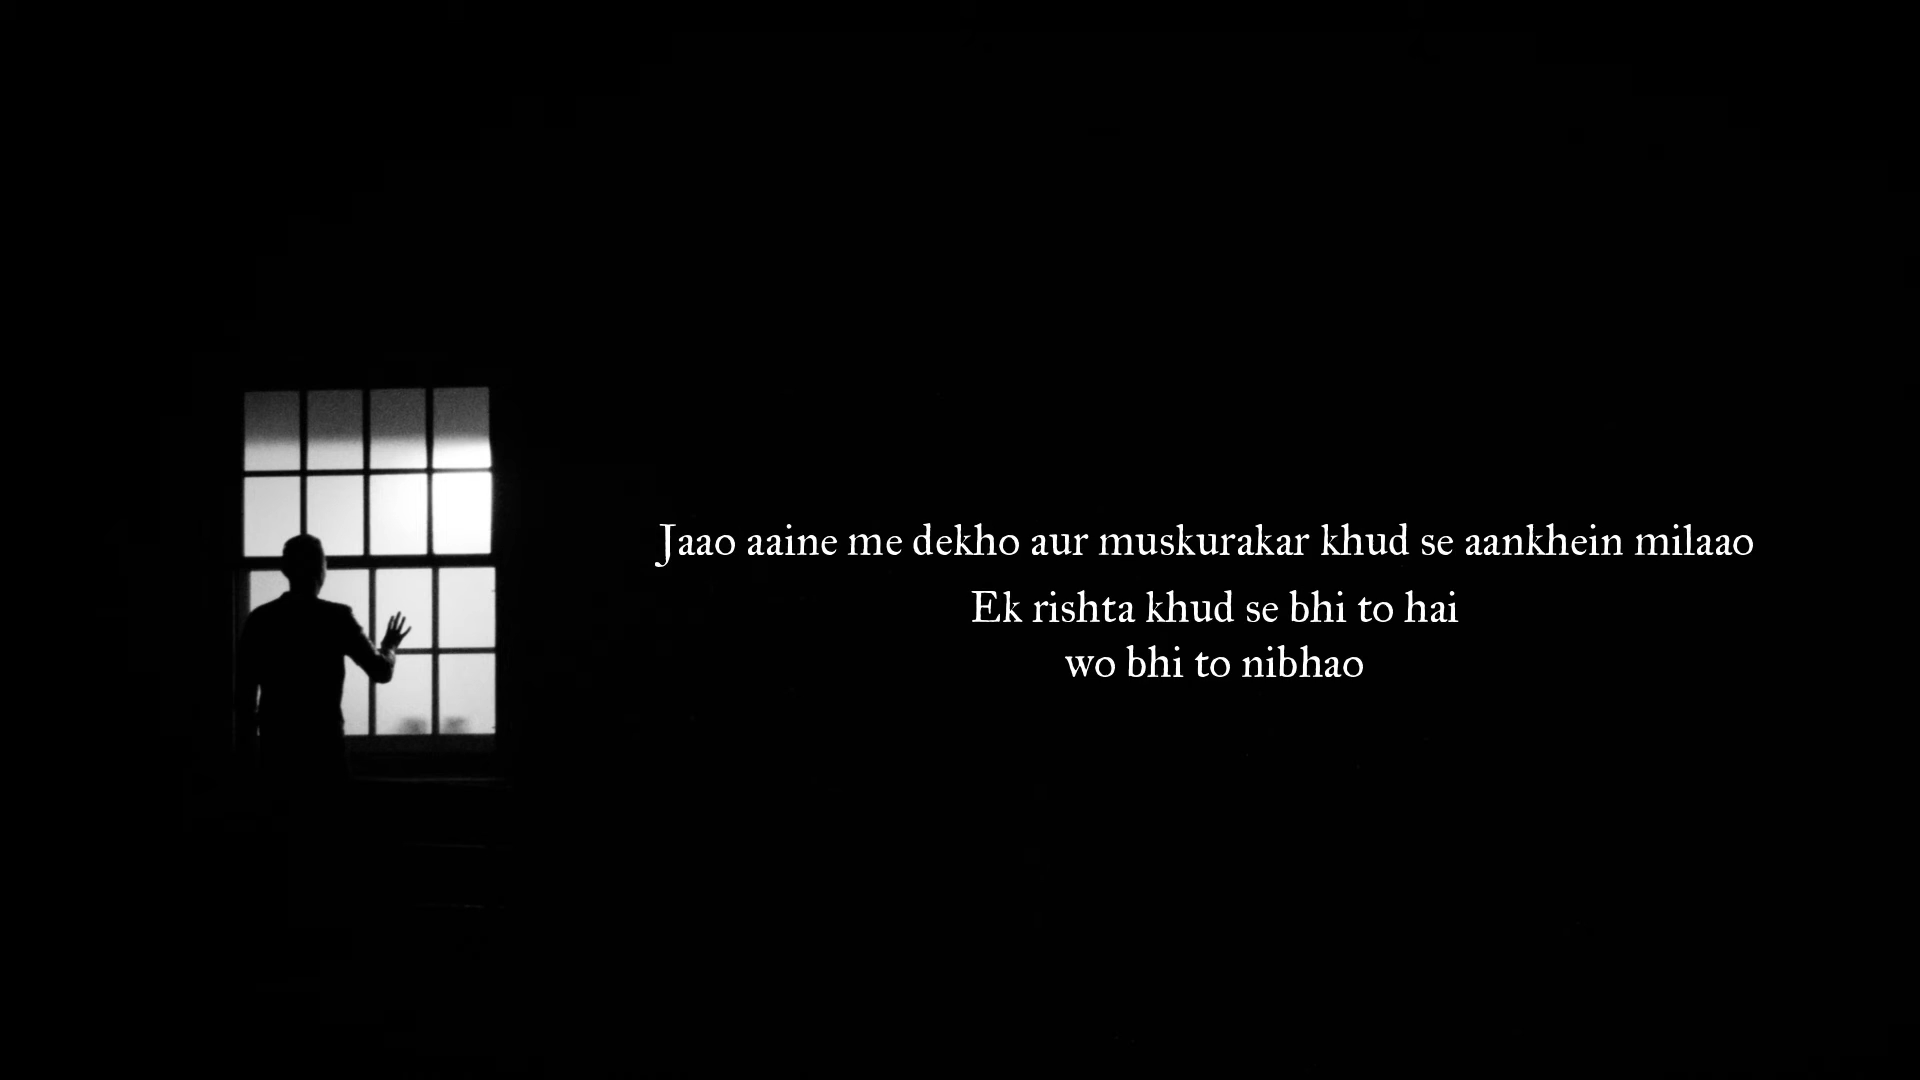 Jaao aaine me dekho aur muskurakar khud se aankhein milaao
Ek rishta khud se bhi to hai
wo bhi to nibhao